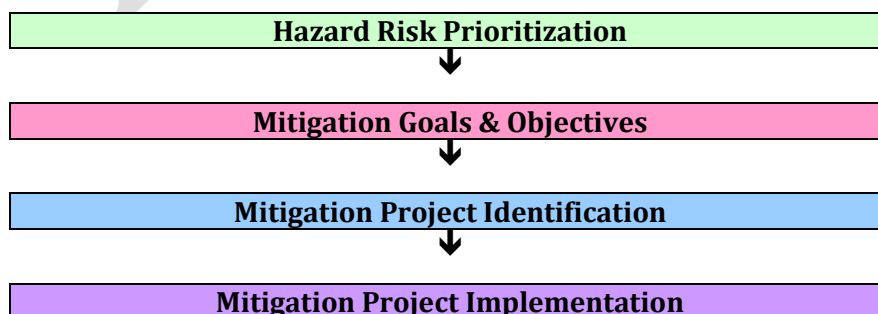 Hazard Risk Prioritization
Mitigation Goals & Objectives
Mitigation Project Identification
Mitigation Project Implementation